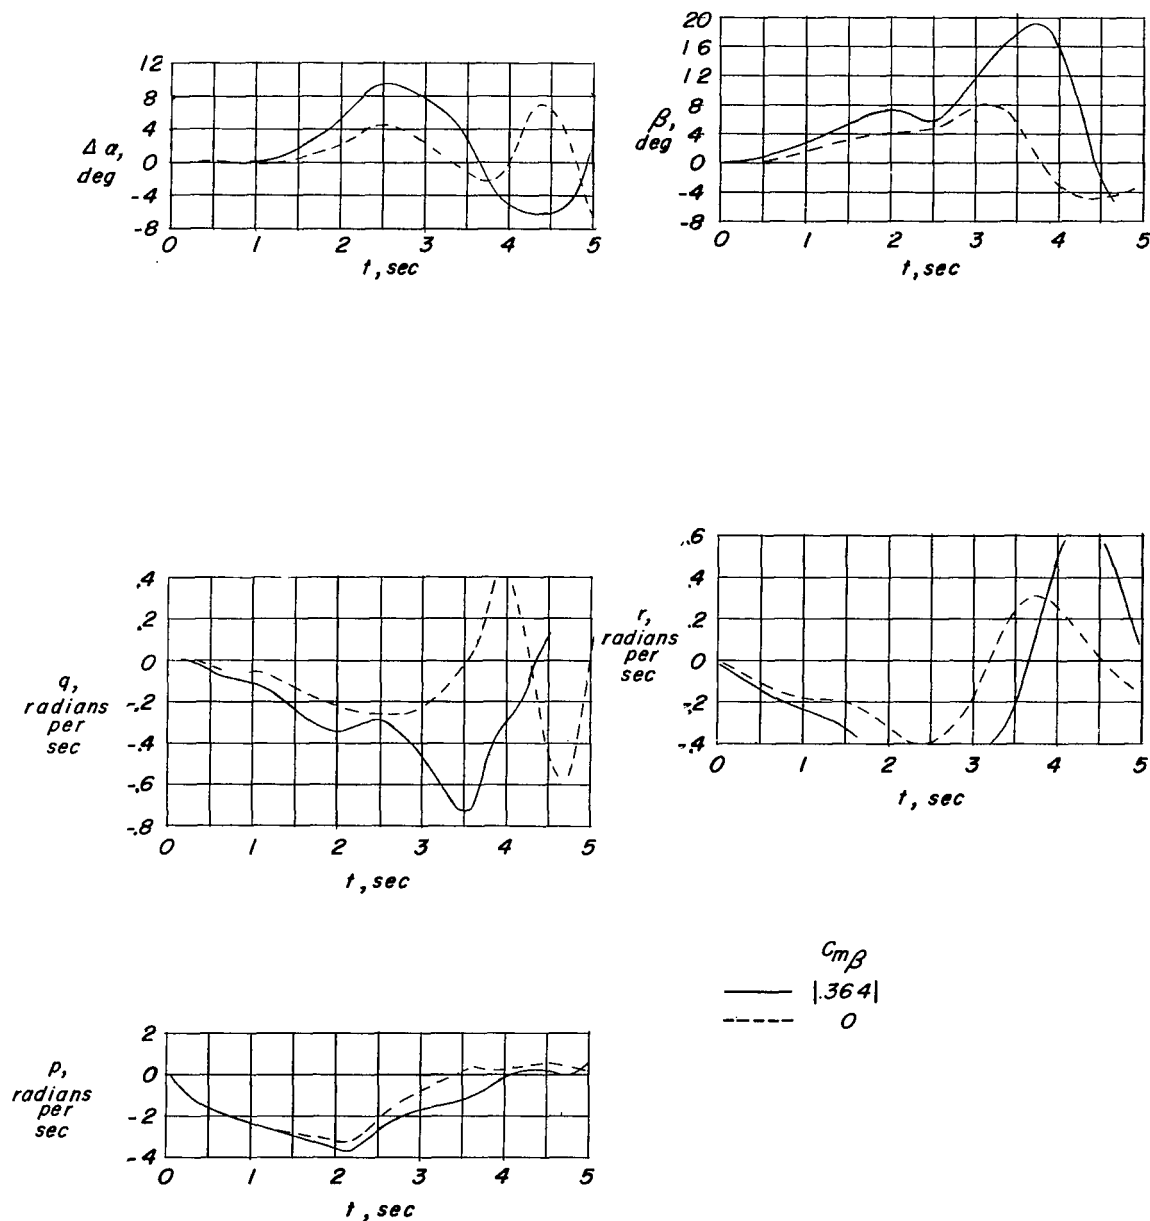 12
8
4
0
-4
-8
Δα,
deg
0 1 2 3 4 5
t, sec
20
16
12
8
4
0
-4
-8
β,
deg
0 1 2 3 4 5
t, sec
.4
.2
0
-.2
-.4
-.6
-.8
q,
radians
per
sec
0 1 2 3 4 5
t, sec
.6
.4
.2
0
-.2
-.4
r,
radians
per
sec
0 1 2 3 4 5
t, sec
Cmβ
|.364|
0
2
0
-2
-4
p,
radians
per
sec
0 1 2 3 4 5
t, sec